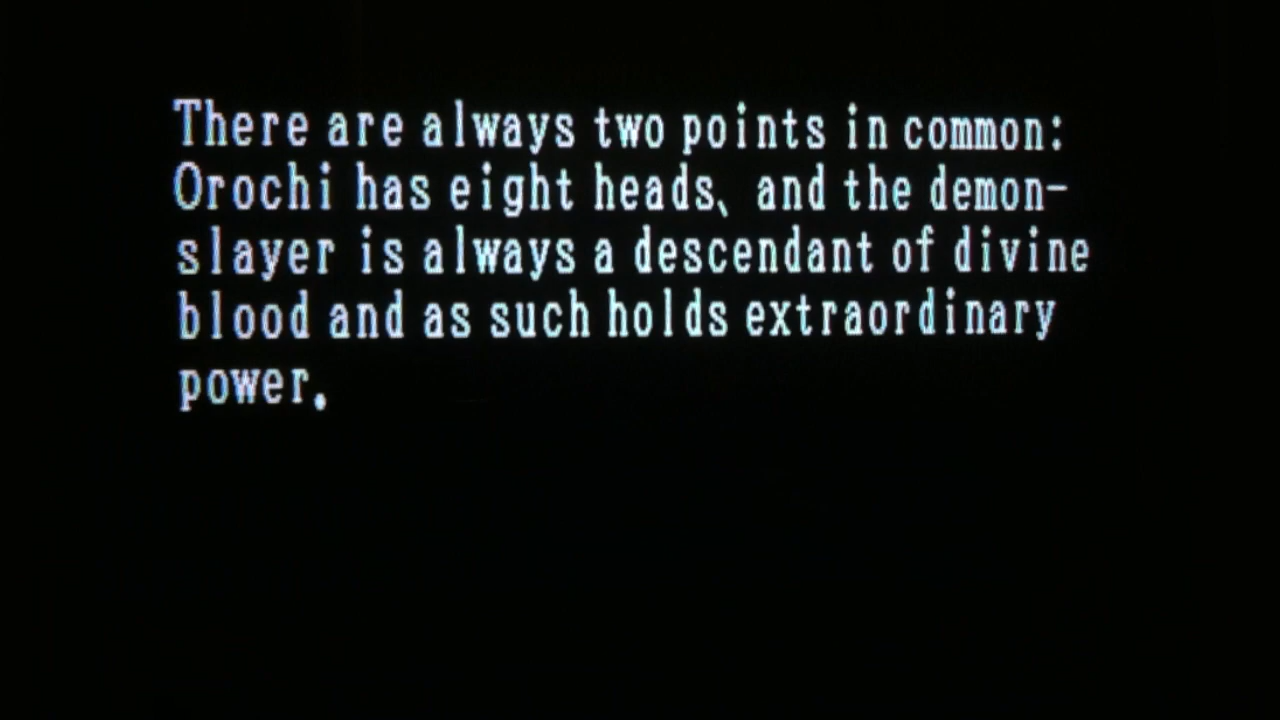 There are always two points in common:
Orochi has eight heads、and the demon-
slayer is always a descendant of divine
blood and as such holds extraordinary
power.